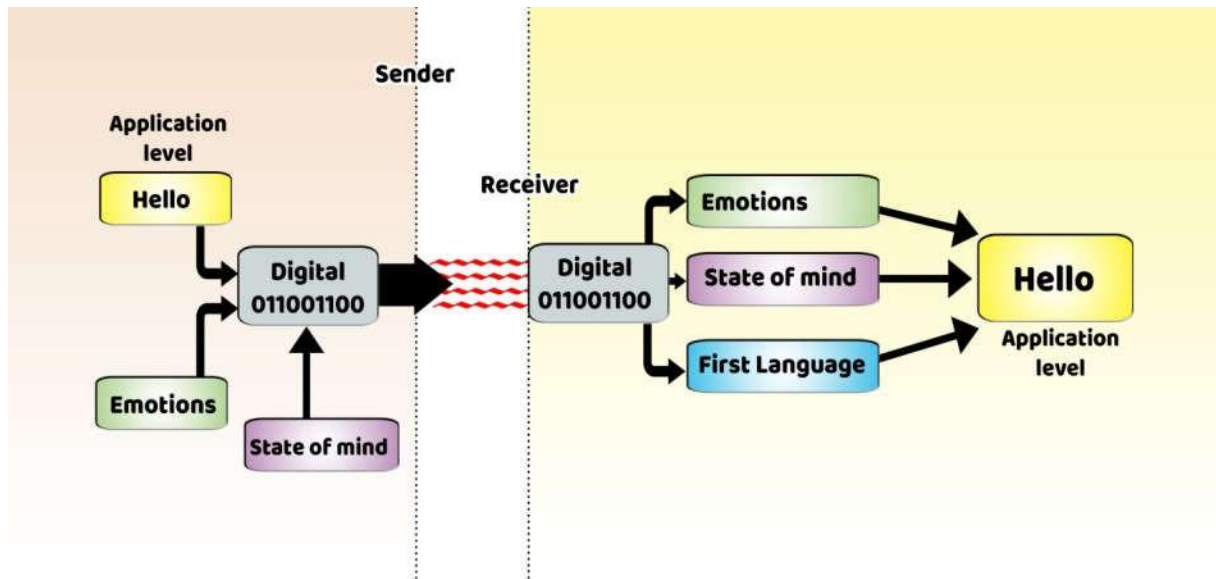 Sender
Application
level
Hello
Digital
011001100
Emotions
State of mind
Receiver
Digital
011001100
Emotions
State of mind
First Language
Hello
Application
level